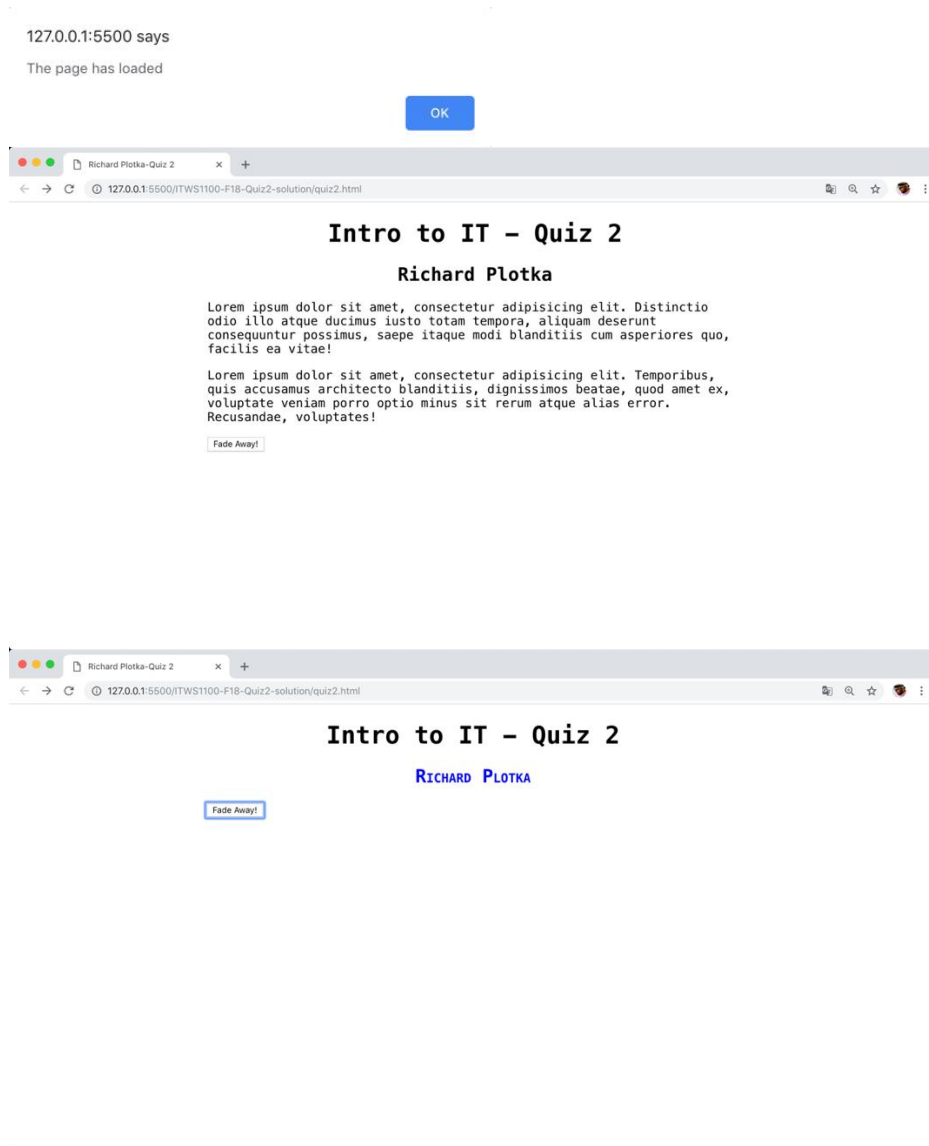 127.0.0.1:5500 says
The page has loaded
OK
Richard Plotka-Quiz 2
127.0.0.1:5500/ITWS1100-F18-Quiz2-solution/quiz2.html
Intro to IT – Quiz 2
Richard Plotka
Lorem ipsum dolor sit amet, consectetur adipisicing elit. Distinctio
odio illo atque ducimus iusto totam tempora, aliquam deserunt
consequuntur possimus, saepe itaque modi blanditiis cum asperiores quo,
facilis ea vitae!
Lorem ipsum dolor sit amet, consectetur adipisicing elit. Temporibus,
quis accusamus architecto blanditiis, dignissimos beatae, quod amet ex,
voluptate veniam porro optio minus sit rerum atque alias error.
Recusandae, voluptates!
Fade Away!
Richard Plotka-Quiz 2
127.0.0.1:5500/ITWS1100-F18-Quiz2-solution/quiz2.html
Intro to IT – Quiz 2
Richard Plotka
Fade Away!